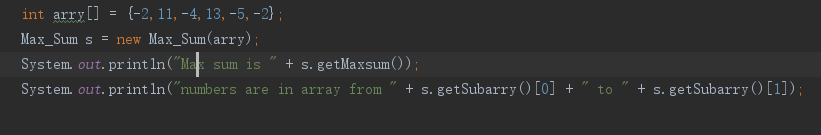 int arry[] = {-2,11,-4,13,-5,-2};
Max_Sum s = new Max_Sum(arry);
System.out.println("Max sum is " + s.getMaxsum());
System.out.println("numbers are in array from " + s.getSubarry()[0] + " to " + s.getSubarry()[1]);